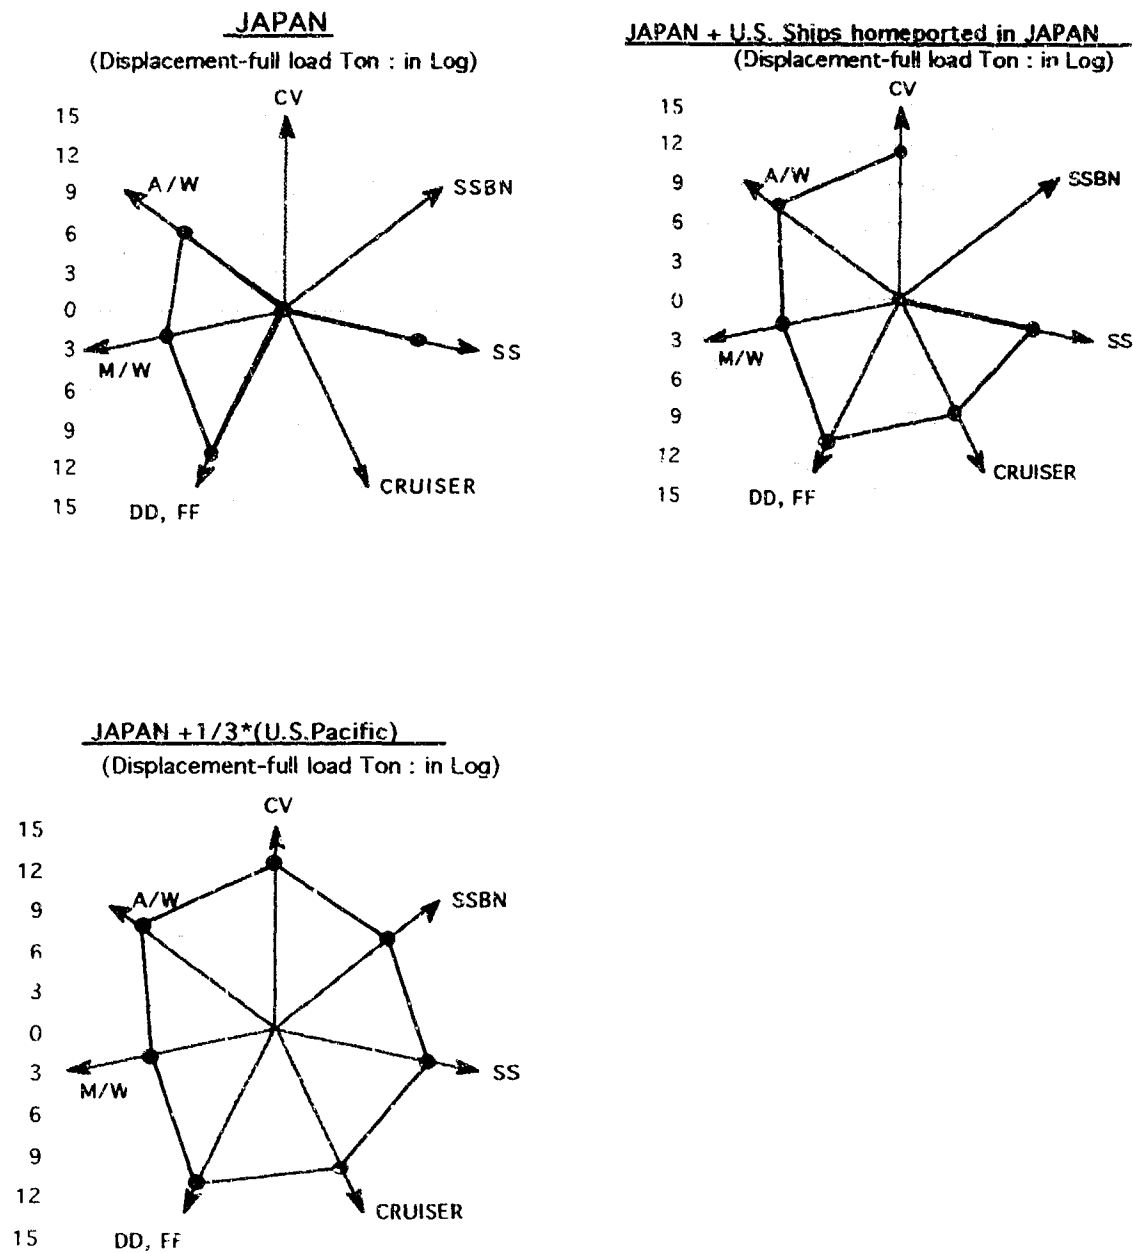 JAPAN
(Displacement-full load Ton : in Log)
CV
15
12
9
6
3
0
3
6
9
12
15
A/W
SSBN
M/W
SS
DD, FF
CRUISER
JAPAN + U.S. Ships homeported in JAPAN
(Displacement-full load Ton : in Log)
CV
15
12
9
6
3
0
3
6
9
12
15
A/W
SSBN
M/W
SS
DD, FF
CRUISER
JAPAN +1/3*(U.S.Pacific)
(Displacement-full load Ton : in Log)
CV
15
12
9
6
3
0
3
6
9
12
15
A/W
SSBN
M/W
SS
DD, FF
CRUISER